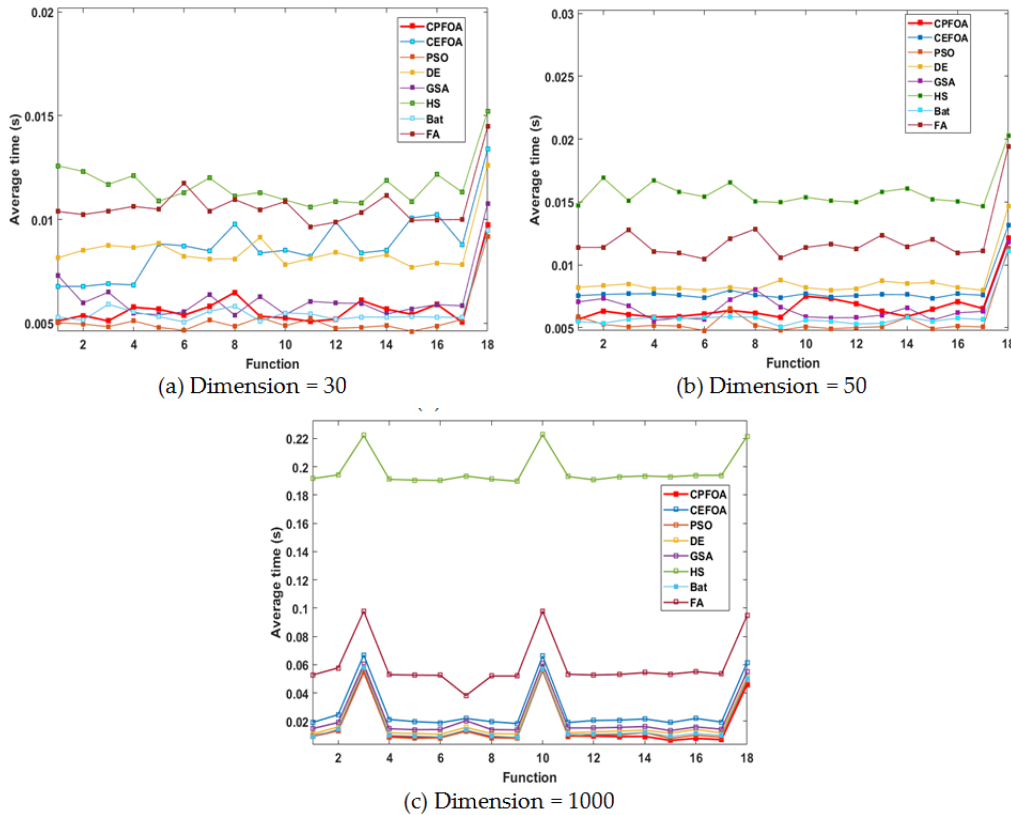 0.02
0.015
0.01
0.005
Average time (s)
2 4 6 8 10 12 14 16 18
Function
CPFOA
CEFOA
PSO
DE
GSA
HS
Bat
FA
(a) Dimension = 30
0.03
0.025
0.02
0.015
0.01
0.005
Average time (s)
2 4 6 8 10 12 14 16 18
Function
CPFOA
CEFOA
PSO
DE
GSA
HS
Bat
FA
(b) Dimension = 50
0.22
0.2
0.18
0.16
0.14
0.12
0.1
0.08
0.06
0.04
0.02
Average time (s)
2 4 6 8 10 12 14 16 18
Function
CPFOA
CEFOA
PSO
DE
GSA
HS
Bat
FA
(c) Dimension = 1000